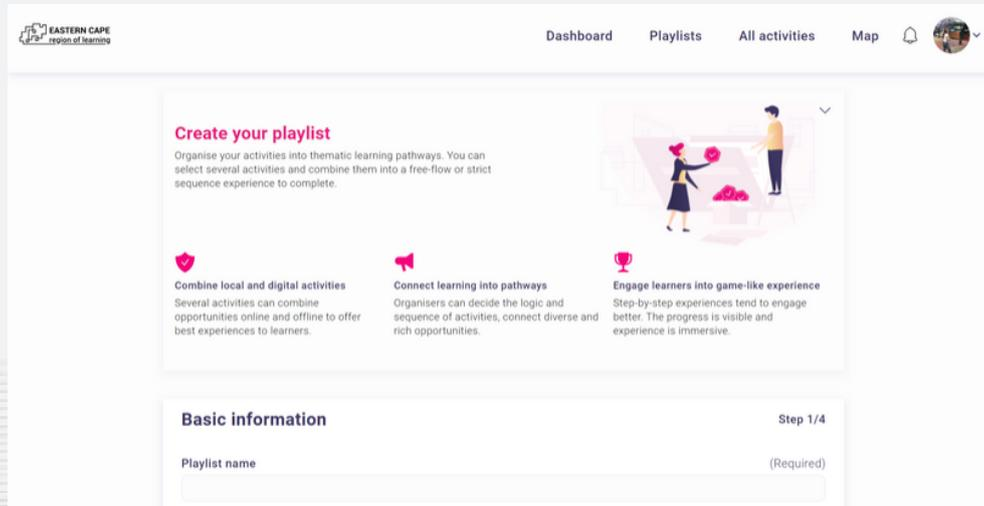 EASTERN CAPE
region of learning
Dashboard
Playlists
All activities
Map
Create your playlist
Organise your activities into thematic learning pathways. You can
select several activities and combine them into a free-flow or strict
sequence experience to complete.
Combine local and digital activities
Several activities can combine
opportunities online and offline to offer
best experiences to learners.
Connect learning into pathways
Organisers can decide the logic and
sequence of activities, connect diverse and
rich opportunities.
Engage learners into game-like experience
Step-by-step experiences tend to engage
better. The progress is visible and
experience is immersive.
Basic information
Step 1/4
Playlist name
(Required)